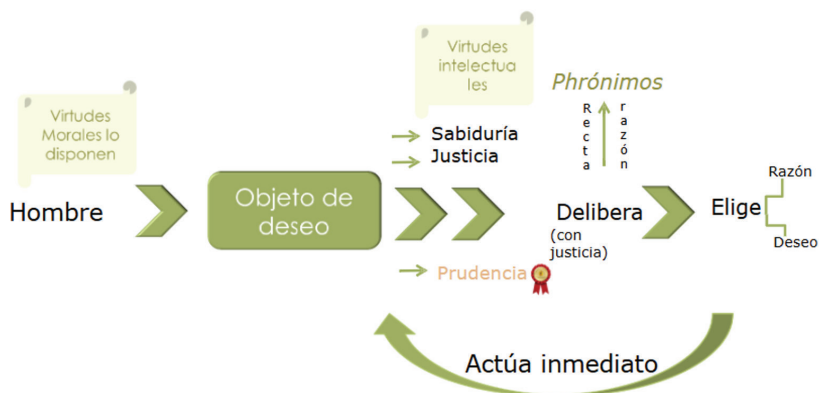 Virtudes
Morales lo
disponen
Hombre
Objeto de
deseo
Virtudes
intelectua
les
Sabiduría
Justicia
Prudencia
Phrónimos
Recta
razón
Delibera
(con
justicia)
Elige
Razón
Deseo
Actúa inmediato